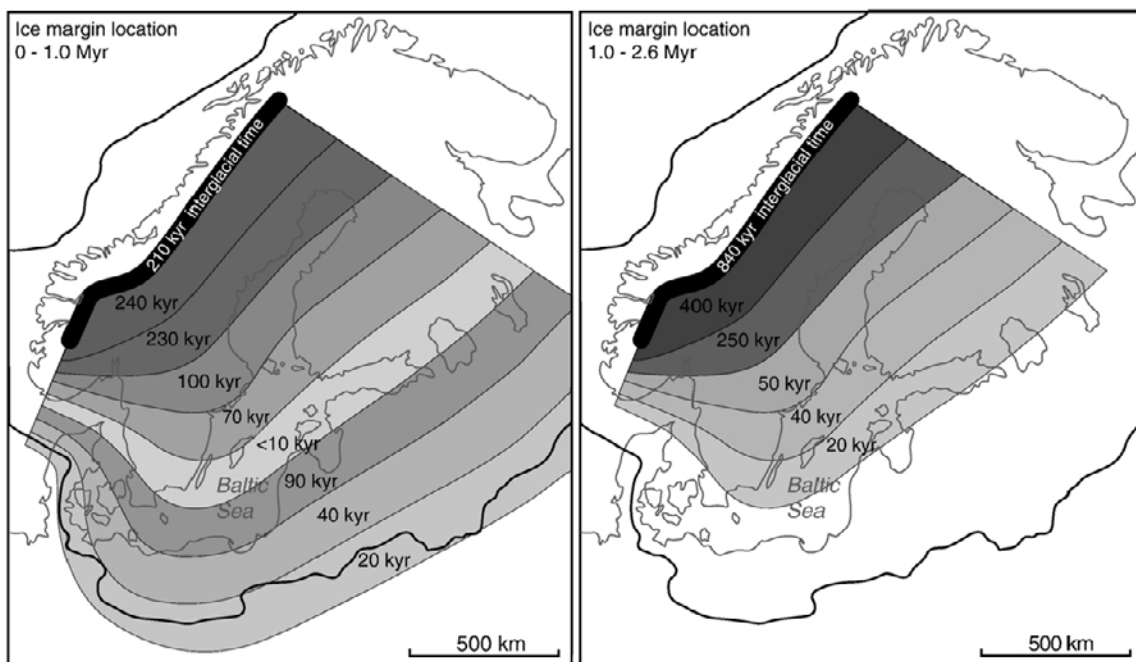 Ice margin location
0 - 1.0 Myr
210 kyr interglacial time
240 kyr
230 kyr
100 kyr
70 kyr
<10 kyr
90 kyr
Baltic
Sea
40 kyr
20 kyr
500 km
Ice margin location
1.0 - 2.6 Myr
840 kyr interglacial time
400 kyr
250 kyr
50 kyr
40 kyr
20 kyr
Baltic
Sea
500 km